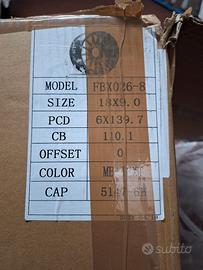 MODEL FBX026-8
SIZE 18X9.0
PCD 6X139.7
CB 110.1
OFFSET 0
COLOR
CAP
subito